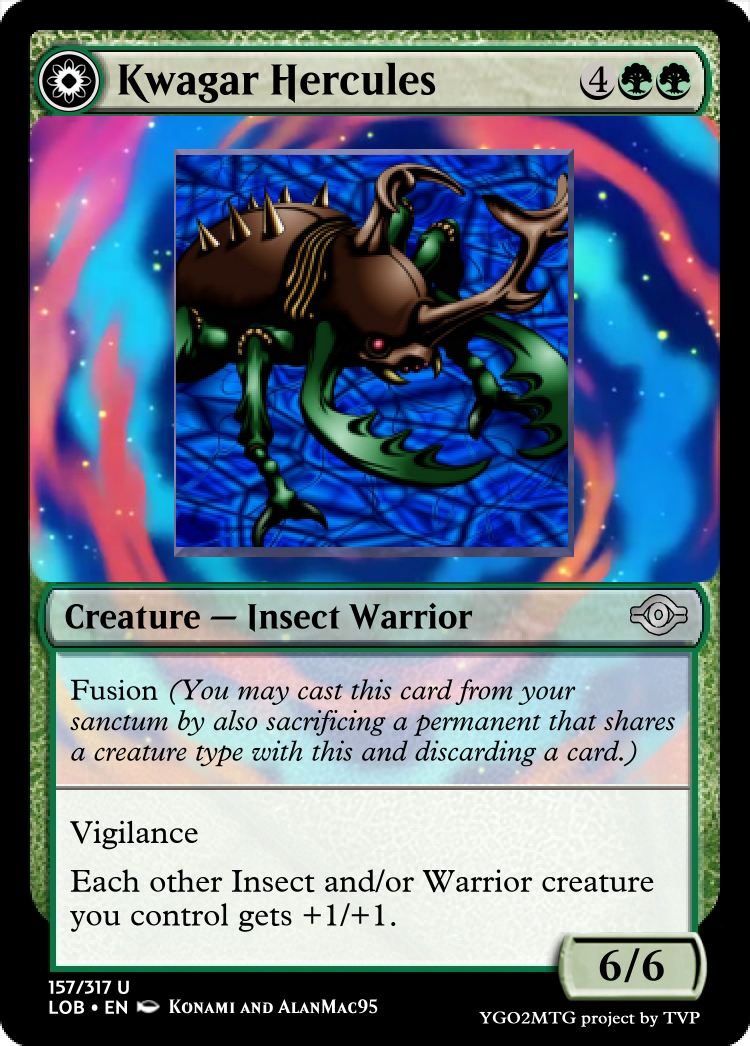 Kwagar Hercules 4
Creature — Insect Warrior
Fusion (You may cast this card from your
sanctum by also sacrificing a permanent that shares
a creature type with this and discarding a card.)
Vigilance
Each other Insect and/or Warrior creature
you control gets +1/+1.
6/6
157/317 U
LOB • EN Konami and AlanMac95
YGO2MTG project by TVP